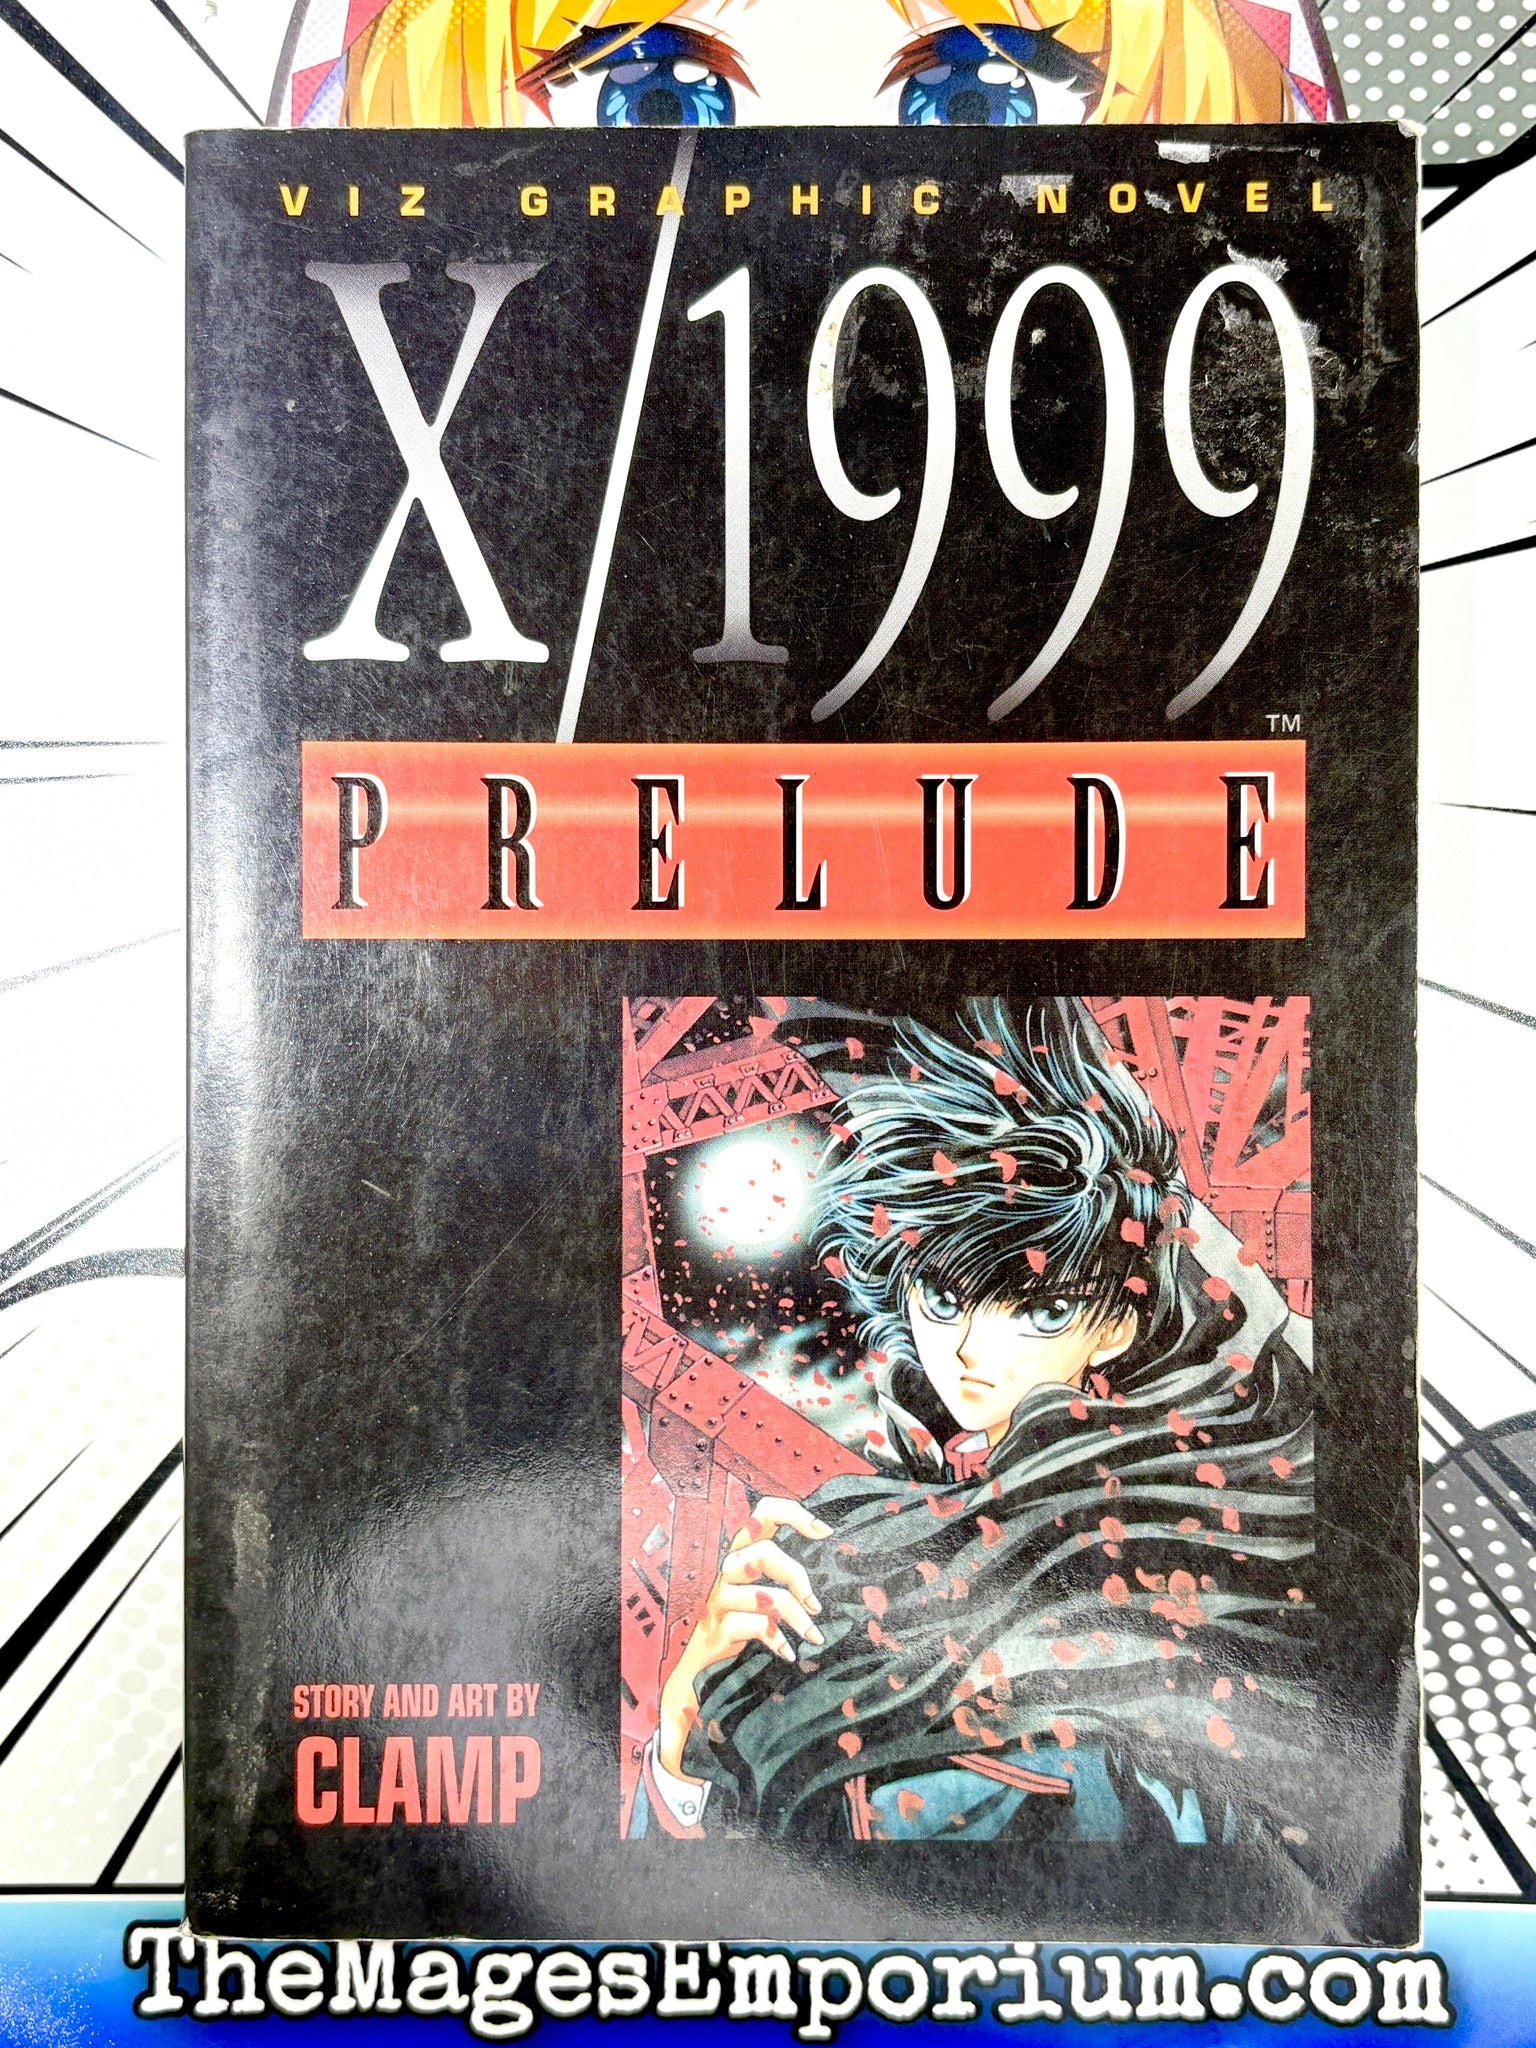 VIZ GRAPHIC NOVEL
X/1999
TM
PRELUDE
STORY AND ART BY
CLAMP
TheMagesEmporium.com